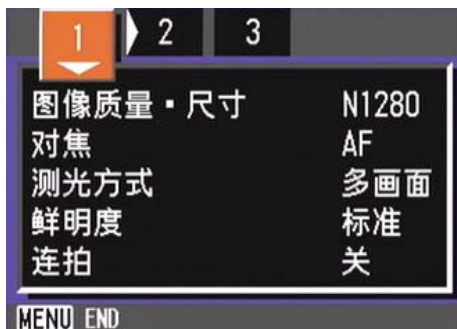 1 2 3
图像质量·尺寸 N1280
对焦 AF
测光方式 多画面
鲜明度 标准
连拍 关
MENU END